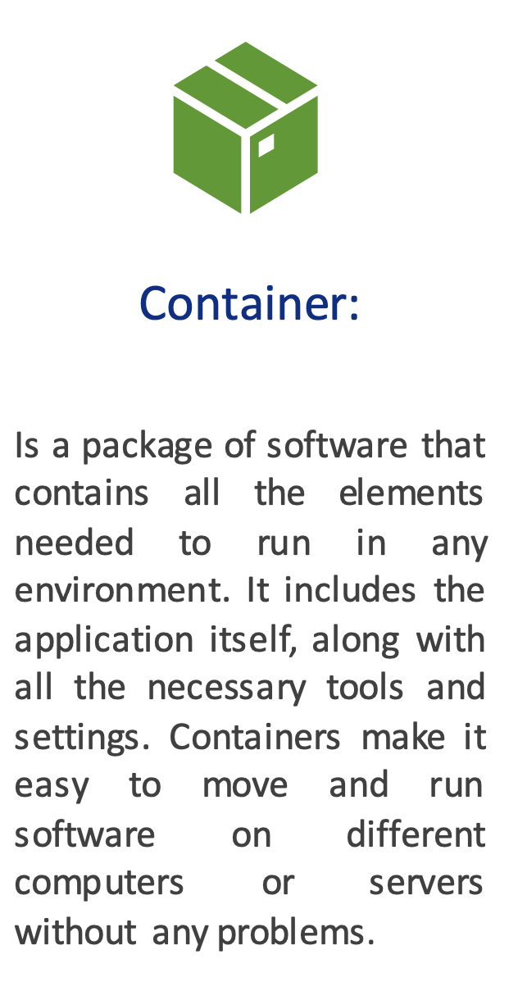 Container:
Is a package of software that
contains all the elements
needed to run in any
environment. It includes the
application itself, along with
all the necessary tools and
settings. Containers make it
easy to move and run
software on different
computers or servers
without any problems.